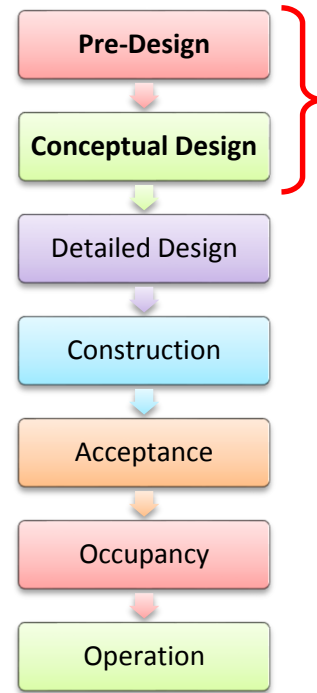 Pre-Design
Conceptual Design
Detailed Design
Construction
Acceptance
Occupancy
Operation